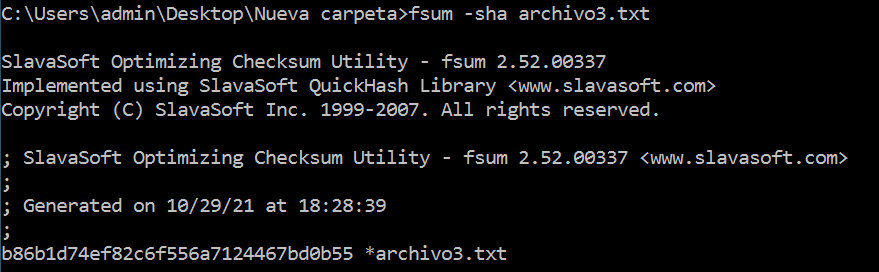 C:\Users\admin\Desktop\Nueva carpeta>fsum -sha archivo3.txt
SlavaSoft Optimizing Checksum Utility - fsum 2.52.00337
Implemented using SlavaSoft QuickHash Library <www.slavasoft.com>
Copyright (C) SlavaSoft Inc. 1999-2007. All rights reserved.
; SlavaSoft Optimizing Checksum Utility - fsum 2.52.00337 <www.slavasoft.com>
;
; Generated on 10/29/21 at 18:28:39
;
b86b1d74ef82c6f556a7124467bd0b55 *archivo3.txt